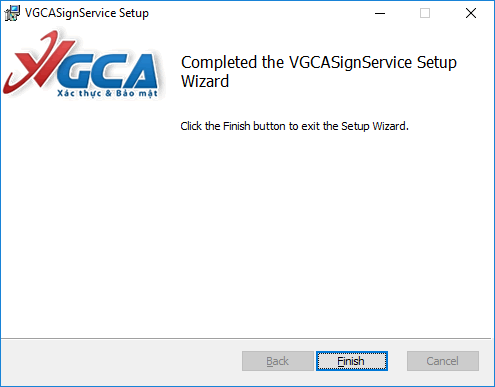 VGCASignService Setup
VGCA
Xác thực & Bảo mật
Completed the VGCASignService Setup
Wizard
Click the Finish button to exit the Setup Wizard.
Back
Finish
Cancel